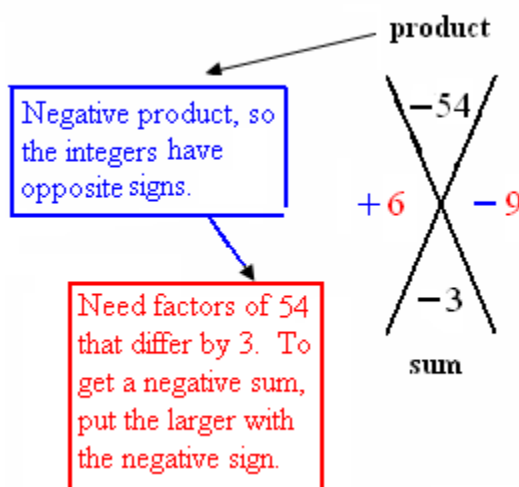 product
Negative product, so
the integers have
opposite signs.
−54
+6 −9
−3
sum
Need factors of 54
that differ by 3. To
get a negative sum,
put the larger with
the negative sign.